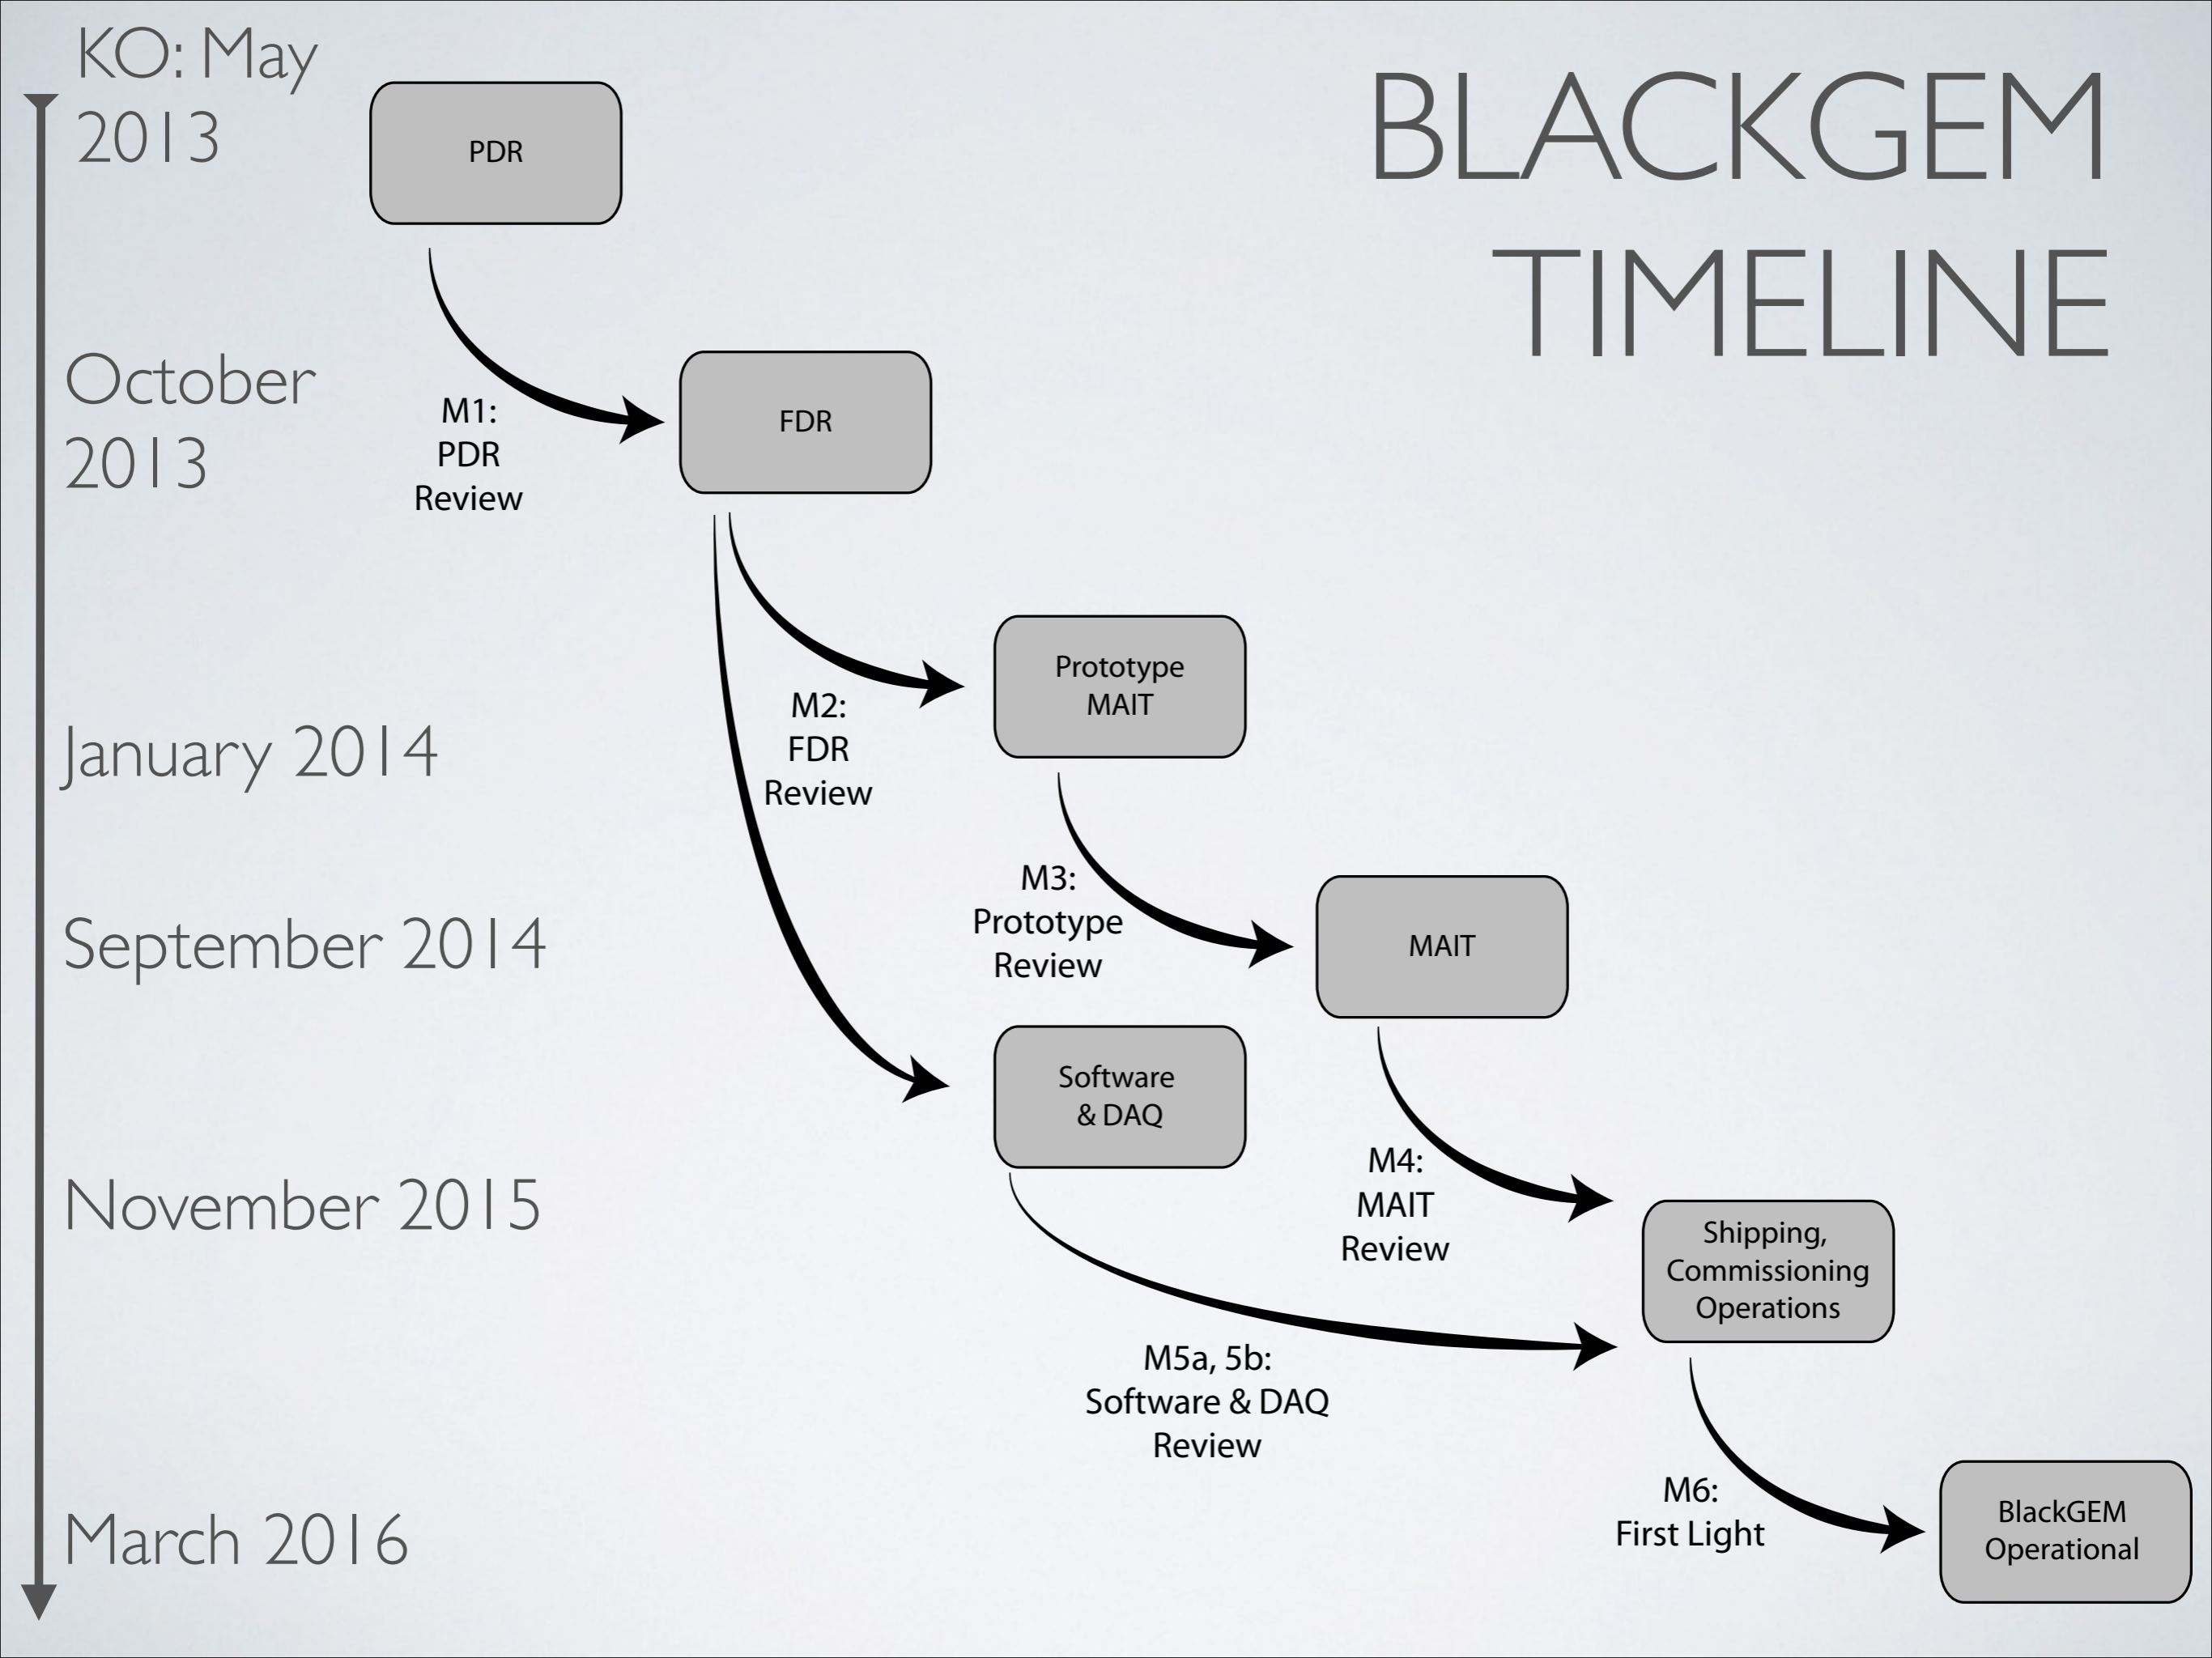 KO: May
2013
BLACKGEM
TIMELINE
PDR
October
2013
M1:
PDR
Review
FDR
January 2014
M2:
FDR
Review
Prototype
MAIT
September 2014
M3:
Prototype
Review
MAIT
Software
& DAQ
November 2015
M4:
MAIT
Review
Shipping,
Commissioning
Operations
M5a, 5b:
Software & DAQ
Review
March 2016
M6:
First Light
BlackGEM
Operational